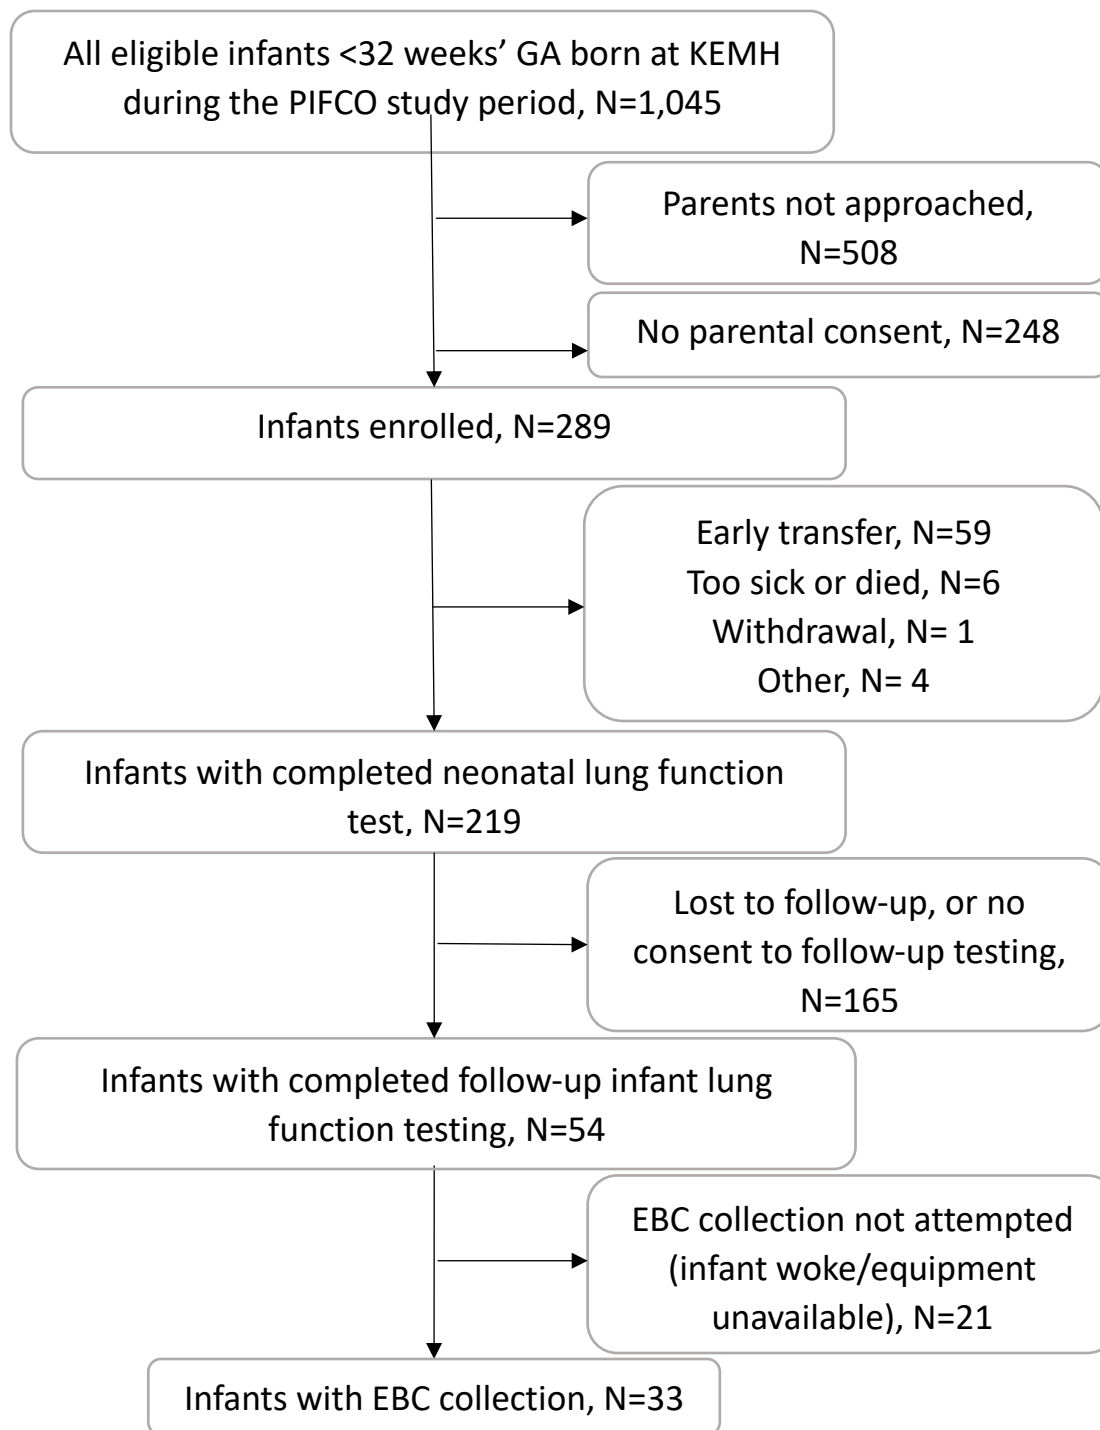 All eligible infants <32 weeks’ GA born at KEMH
during the PIFCO study period, N=1,045
Parents not approached,
N=508
No parental consent, N=248
Infants enrolled, N=289
Early transfer, N=59
Too sick or died, N=6
Withdrawal, N= 1
Other, N= 4
Infants with completed neonatal lung function
test, N=219
Lost to follow-up, or no
consent to follow-up testing,
N=165
Infants with completed follow-up infant lung
function testing, N=54
EBC collection not attempted
(infant woke/equipment
unavailable), N=21
Infants with EBC collection, N=33